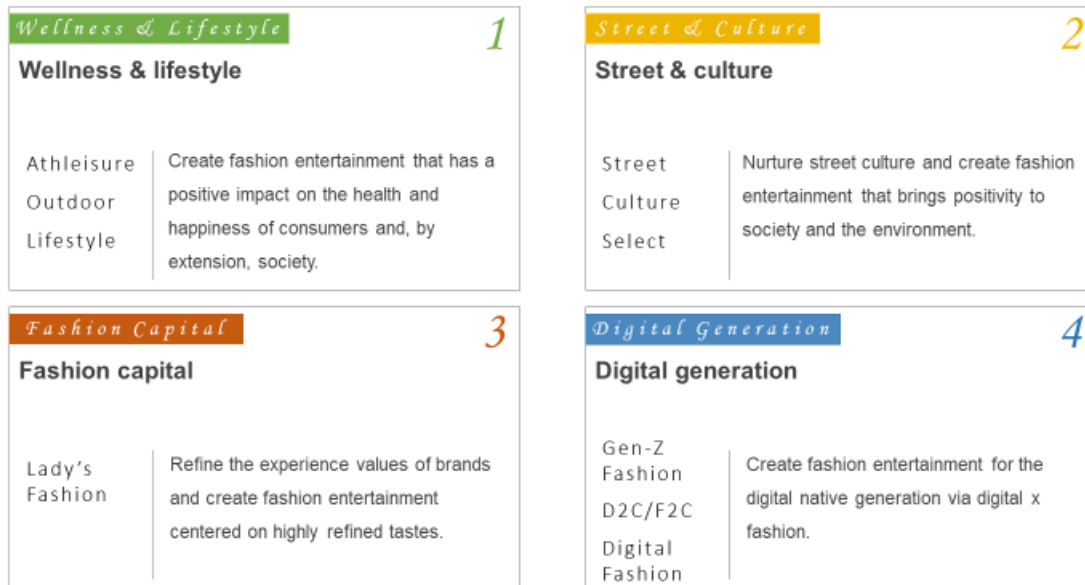 Wellness & Lifestyle
1
Wellness & lifestyle
Athleisure
Outdoor
Lifestyle
Create fashion entertainment that has a
positive impact on the health and
happiness of consumers and, by
extension, society.
Street & Culture
2
Street & culture
Street
Culture
Select
Nurture street culture and create fashion
entertainment that brings positivity to
society and the environment.
Fashion Capital
3
Fashion capital
Lady's
Fashion
Refine the experience values of brands
and create fashion entertainment
centered on highly refined tastes.
Digital Generation
4
Digital generation
Gen-Z
Fashion
D2C/F2C
Digital
Fashion
Create fashion entertainment for the
digital native generation via digital x
fashion.